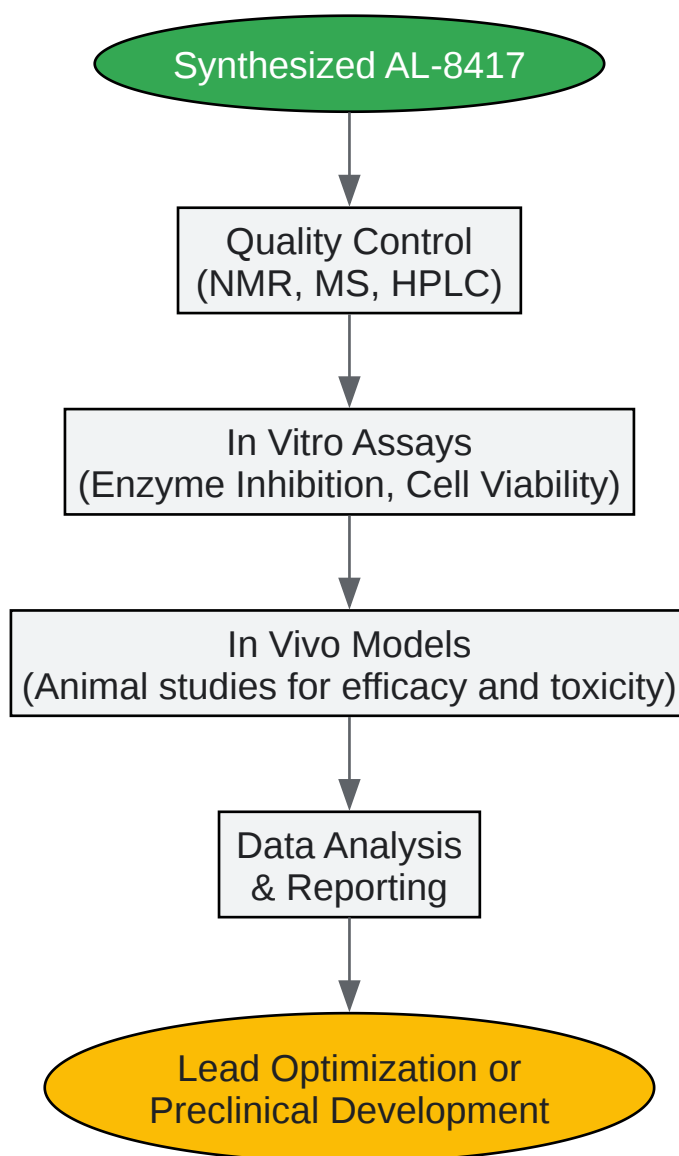 Synthesized AL-8417
Quality Control
(NMR, MS, HPLC)
In Vitro Assays
(Enzyme Inhibition, Cell Viability)
In Vivo Models
(Animal studies for efficacy and toxicity)
Data Analysis
& Reporting
Lead Optimization or
Preclinical Development